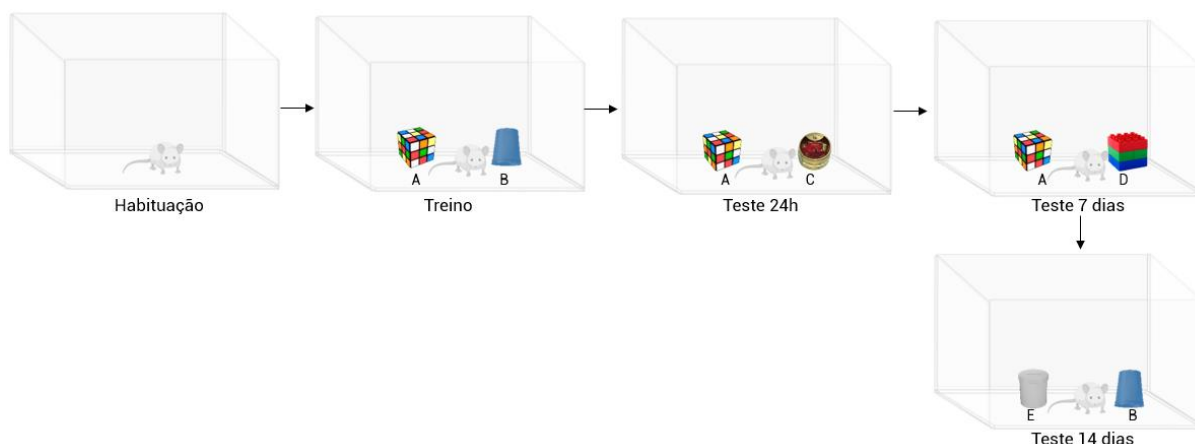 A
B
A
C
A
D
Habituação
Treino
Teste 24h
Teste 7 dias
E
B
Teste 14 dias